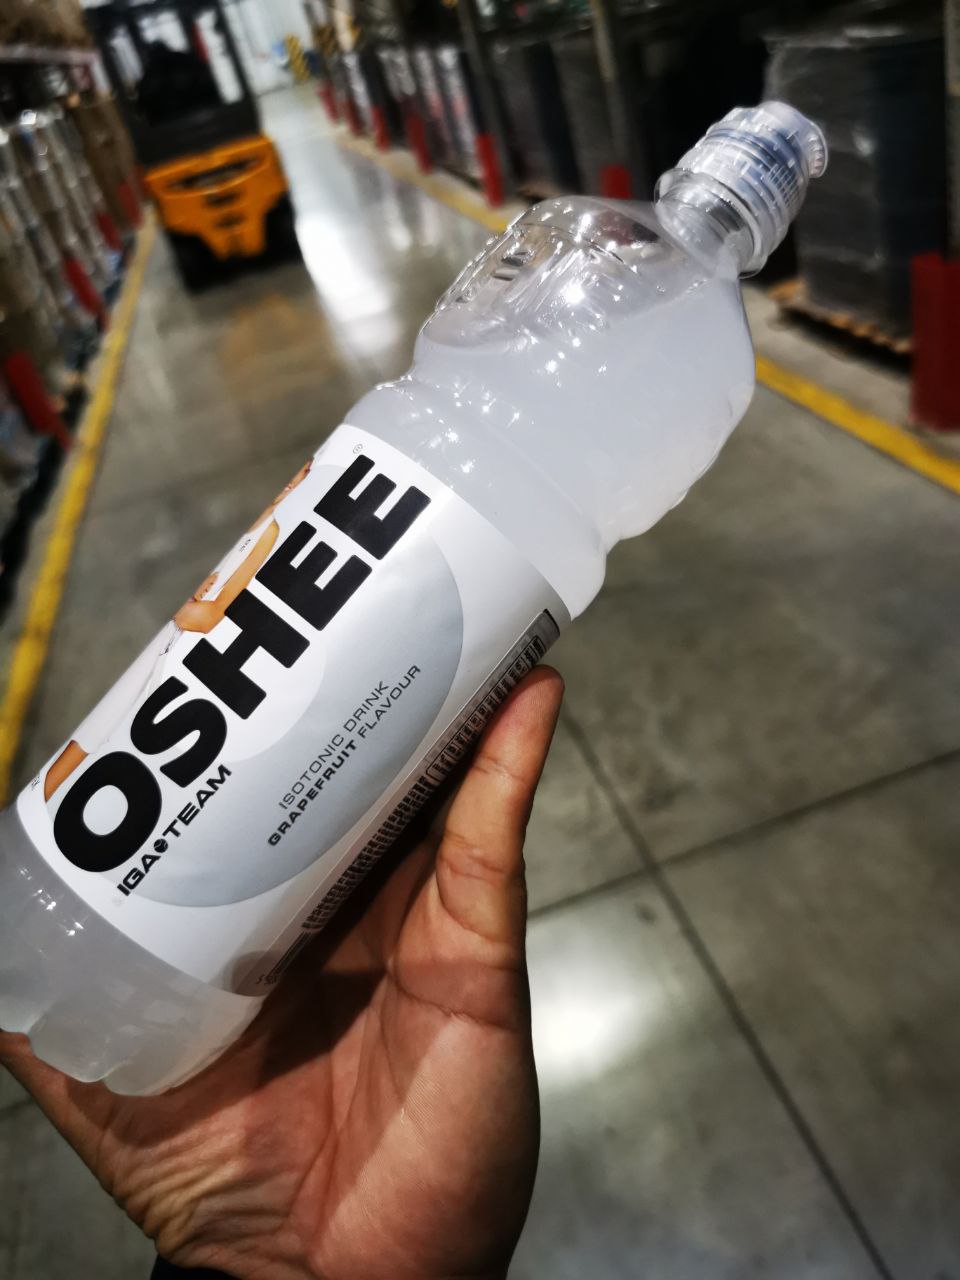 OSHEE®
IGA TEAM
ISOTONIC DRINK
GRAPEFRUIT FLAVOUR